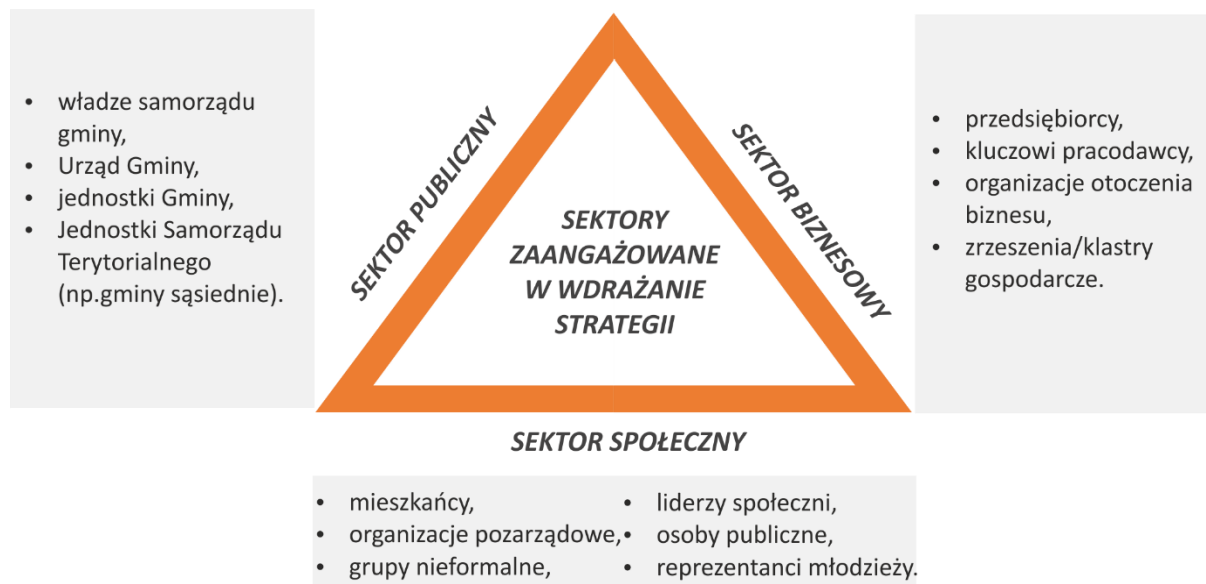 • władze samorządu
gminy,
• Urząd Gminy,
• jednostki Gminy,
• Jednostki Samorządu
Terytorialnego
(np.gminy sąsiednie).
SEKTOR PUBLICZNY
SEKTORY
ZAANGAŻOWANE
W WDRAŻANIE
STRATEGII
SEKTOR BIZNESOWY
• przedsiębiorcy,
• kluczowi pracodawcy,
• organizacje otoczenia
biznesu,
• zrzeszenia/klastry
gospodarcze.
SEKTOR SPOŁECZNY
• mieszkańcy,
• organizacje pozarządowe,
• grupy nieformalne,
• liderzy społeczni,
• osoby publiczne,
• reprezentanci młodzieży.